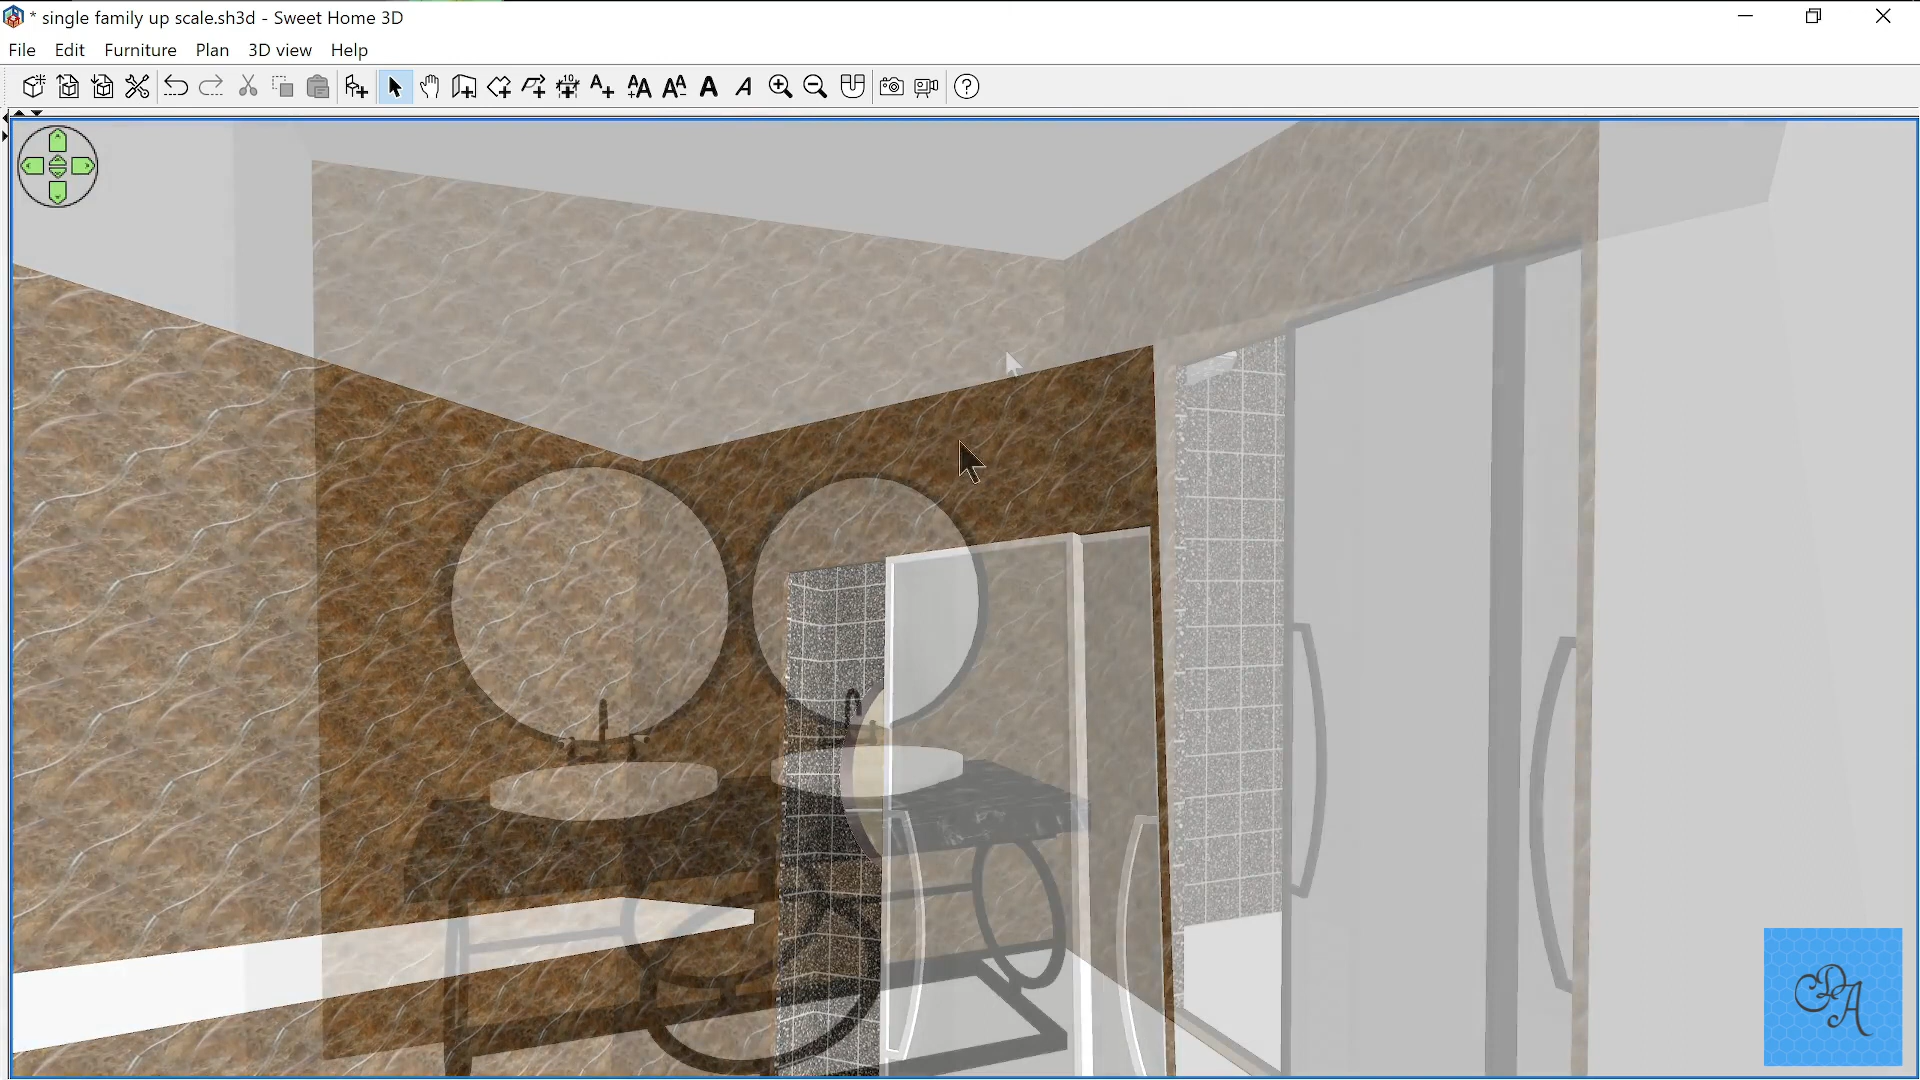 * single family up scale.sh3d - Sweet Home 3D
File Edit Furniture Plan 3D view Help